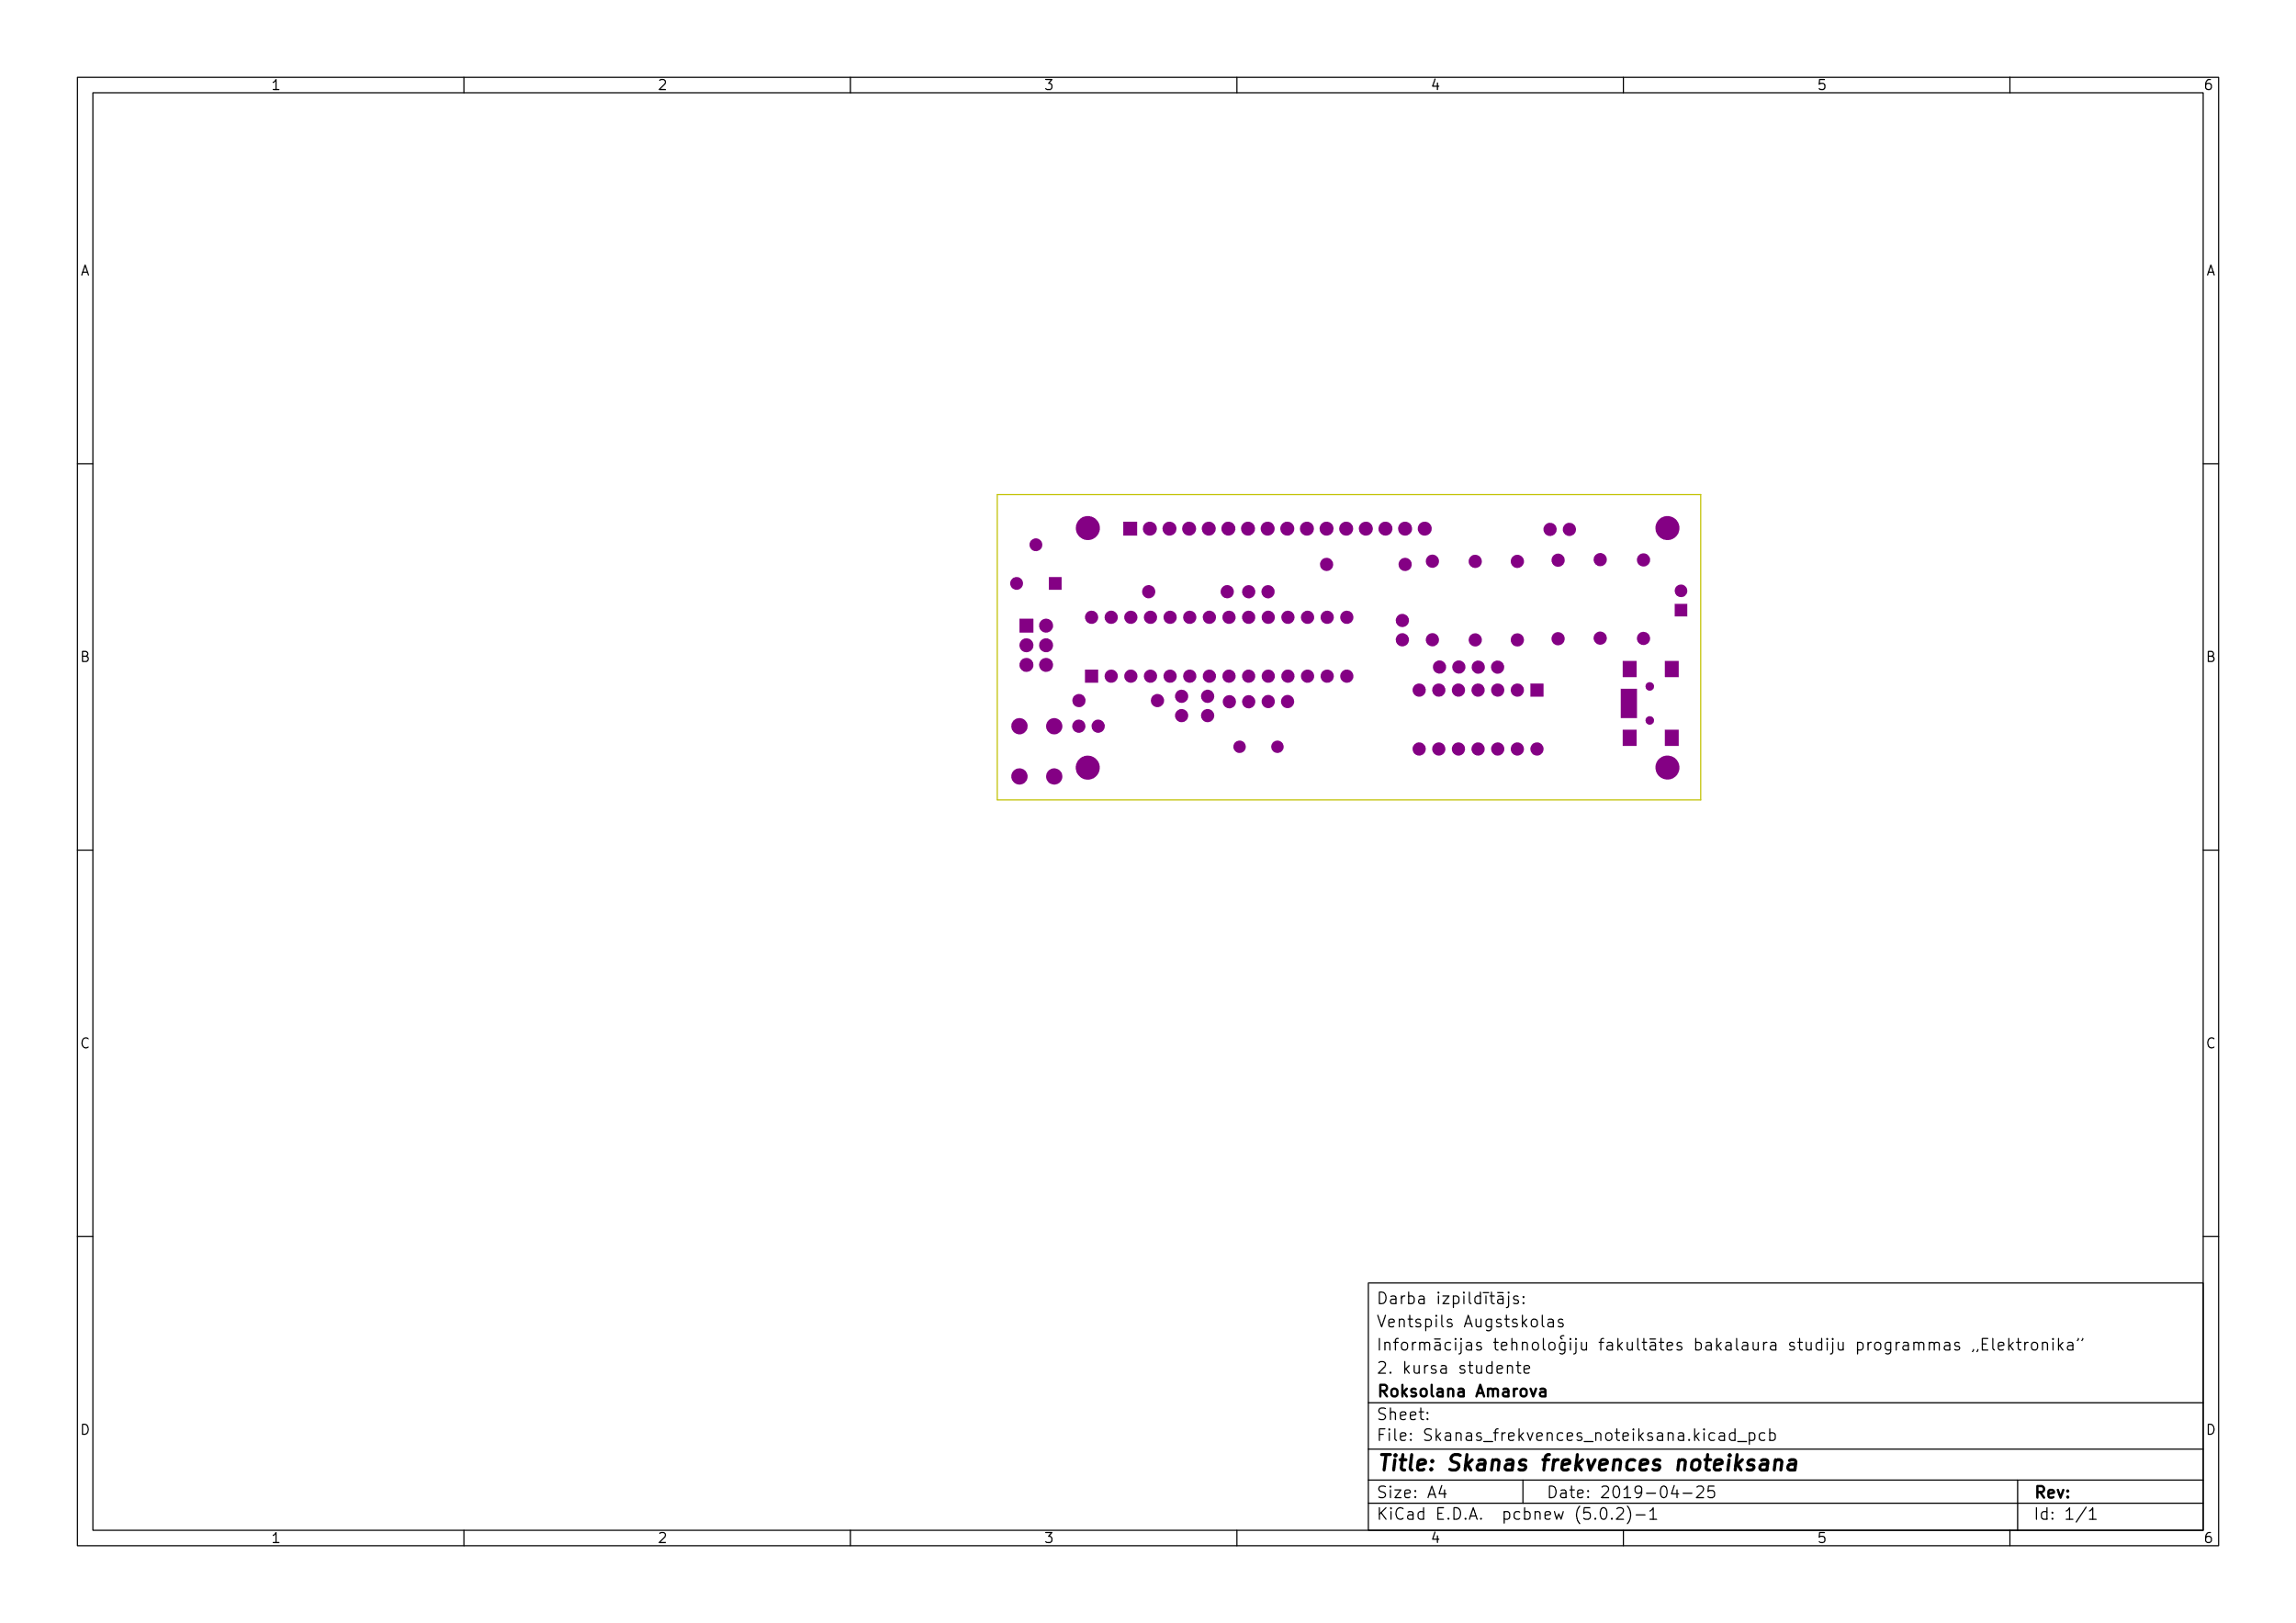 1 2 3 4 5 6
A A
B B
C C
D D
Darba izpildītājs:
Ventspils Augstskolas
Informācijas tehnoloģiju fakultātes bakalaura studiju programmas ,,Elektronika''
2. kursa studente
Roksolana Amarova
Sheet:
File: Skanas_frekvences_noteiksana.kicad_pcb
Title: Skanas frekvences noteiksana
Size: A4 Date: 2019-04-25 Rev:
KiCad E.D.A. pcbnew (5.0.2)-1 Id: 1/1
1 2 3 4 5 6